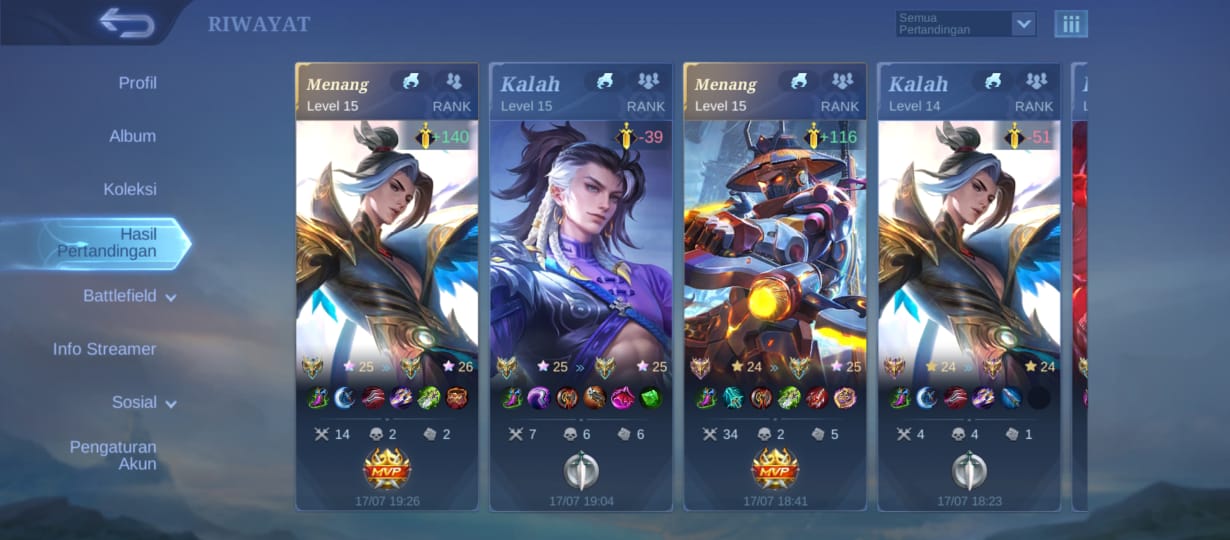 RIWAYAT
Semua
Pertandingan
Profil
Album
Koleksi
Hasil
Pertandingan
Battlefield
Info Streamer
Sosial
Pengaturan
Akun
Menang
Level 15
RANK
+140
25 » 26
14 2 2
MVP
17/07 19:26
Kalah
Level 15
RANK
-39
25 » 25
7 6 6
17/07 19:04
Menang
Level 15
RANK
+116
24 » 25
34 2 5
MVP
17/07 18:41
Kalah
Level 14
RANK
-51
24 » 24
4 4 1
17/07 18:23